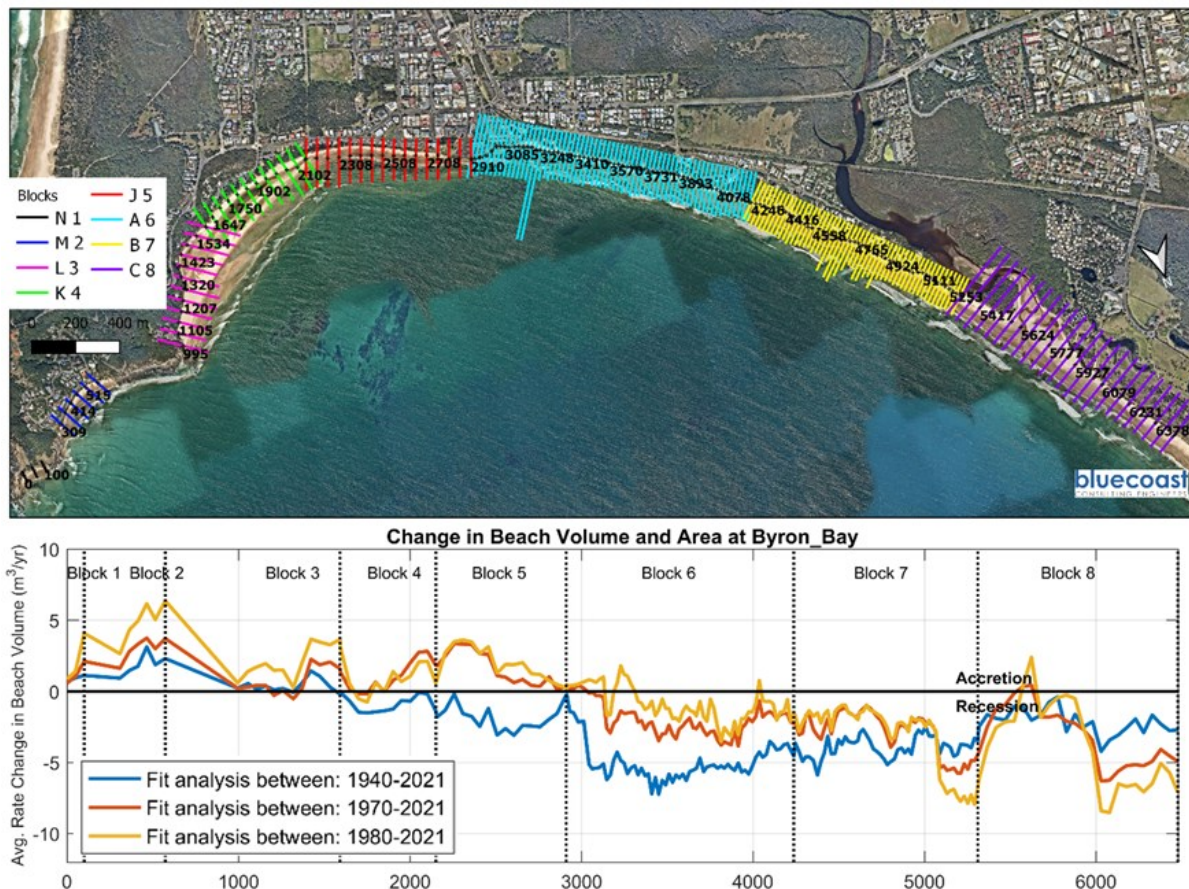 Blocks
N 1
M 2
L 3
K 4
J 5
A 6
B 7
C 8
0 200 400 m
0
100
309
414
519
995
1105
1207
1320
1423
1534
1647
1750
1902
2102
2308
2508
2708
2910
3085
3248
3410
3570
3731
3893
4078
4246
4416
4598
4765
4924
5111
5253
5417
5624
5777
5927
6079
6231
6378
bluecoast
CONSULTING ENGINEERS
Change in Beach Volume and Area at Byron_Bay
Avg. Rate Change in Beach Volume (m³/yr)
10
5
0
-5
-10
Block 1
Block 2
Block 3
Block 4
Block 5
Block 6
Block 7
Block 8
Accretion
Recession
Fit analysis between: 1940-2021
Fit analysis between: 1970-2021
Fit analysis between: 1980-2021
0 1000 2000 3000 4000 5000 6000